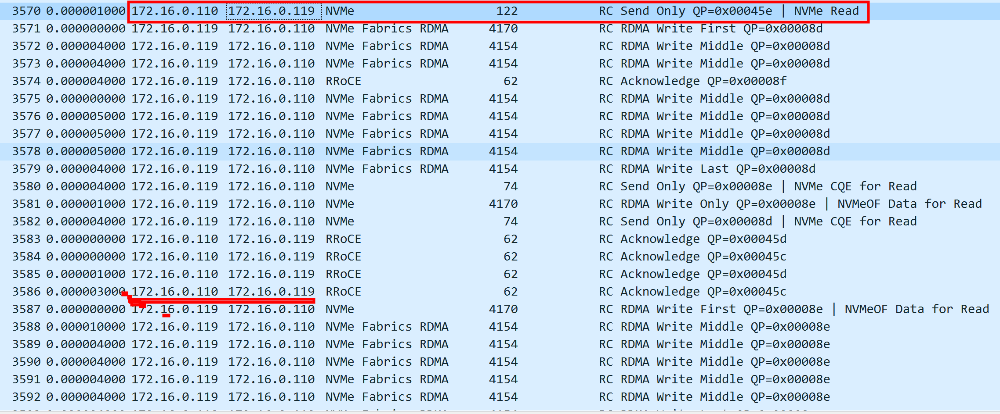 3570 0.000001000 172.16.0.110 172.16.0.119 NVMe 122 RC Send Only QP=0x00045e | NVMe Read
3571 0.000000000 172.16.0.119 172.16.0.110 NVMe Fabrics RDMA 4170 RC RDMA Write First QP=0x00008d
3572 0.000004000 172.16.0.119 172.16.0.110 NVMe Fabrics RDMA 4154 RC RDMA Write Middle QP=0x00008d
3573 0.000004000 172.16.0.119 172.16.0.110 NVMe Fabrics RDMA 4154 RC RDMA Write Middle QP=0x00008d
3574 0.000004000 172.16.0.119 172.16.0.110 RRoCE 62 RC Acknowledge QP=0x00008f
3575 0.000000000 172.16.0.119 172.16.0.110 NVMe Fabrics RDMA 4154 RC RDMA Write Middle QP=0x00008d
3576 0.000005000 172.16.0.119 172.16.0.110 NVMe Fabrics RDMA 4154 RC RDMA Write Middle QP=0x00008d
3577 0.000005000 172.16.0.119 172.16.0.110 NVMe Fabrics RDMA 4154 RC RDMA Write Middle QP=0x00008d
3578 0.000005000 172.16.0.119 172.16.0.110 NVMe Fabrics RDMA 4154 RC RDMA Write Middle QP=0x00008d
3579 0.000004000 172.16.0.119 172.16.0.110 NVMe Fabrics RDMA 4154 RC RDMA Write Last QP=0x00008d
3580 0.000004000 172.16.0.119 172.16.0.110 NVMe 74 RC Send Only QP=0x00008e | NVMe CQE for Read
3581 0.000001000 172.16.0.119 172.16.0.110 NVMe 4170 RC RDMA Write Only QP=0x00008e | NVMeOF Data for Read
3582 0.000004000 172.16.0.119 172.16.0.110 NVMe 74 RC Send Only QP=0x00008d | NVMe CQE for Read
3583 0.000000000 172.16.0.110 172.16.0.119 RRoCE 62 RC Acknowledge QP=0x00045d
3584 0.000000000 172.16.0.110 172.16.0.119 RRoCE 62 RC Acknowledge QP=0x00045c
3585 0.000001000 172.16.0.110 172.16.0.119 RRoCE 62 RC Acknowledge QP=0x00045d
3586 0.000003000 172.16.0.110 172.16.0.119 RRoCE 62 RC Acknowledge QP=0x00045c
3587 0.000000000 172.16.0.119 172.16.0.110 NVMe 4170 RC RDMA Write First QP=0x00008e | NVMeOF Data for Read
3588 0.000010000 172.16.0.119 172.16.0.110 NVMe Fabrics RDMA 4154 RC RDMA Write Middle QP=0x00008e
3589 0.000004000 172.16.0.119 172.16.0.110 NVMe Fabrics RDMA 4154 RC RDMA Write Middle QP=0x00008e
3590 0.000004000 172.16.0.119 172.16.0.110 NVMe Fabrics RDMA 4154 RC RDMA Write Middle QP=0x00008e
3591 0.000004000 172.16.0.119 172.16.0.110 NVMe Fabrics RDMA 4154 RC RDMA Write Middle QP=0x00008e
3592 0.000004000 172.16.0.119 172.16.0.110 NVMe Fabrics RDMA 4154 RC RDMA Write Middle QP=0x00008e